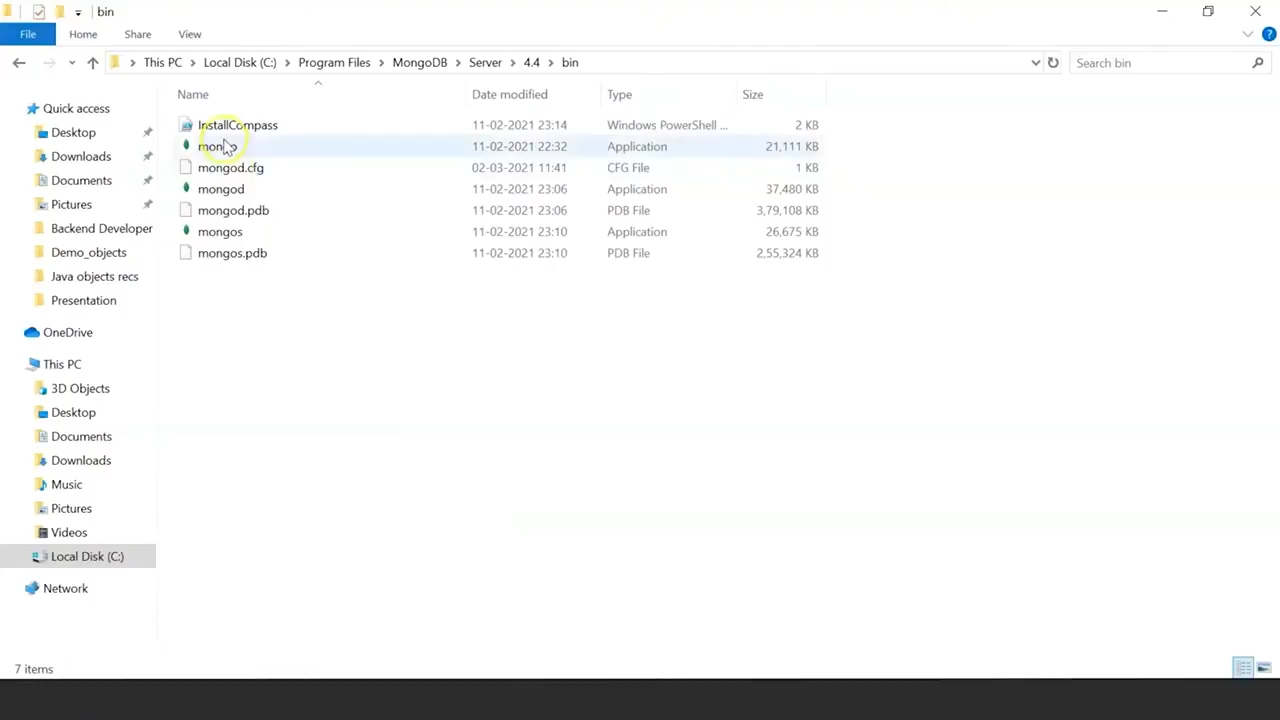 bin
File Home Share View
This PC Local Disk (C:) Program Files MongoDB Server 4.4 bin Search bin
Name Date modified Type Size
Quick access
Desktop
Downloads
Documents
Pictures
Backend Developer
Demo_objects
Java objects recs
Presentation
OneDrive
This PC
3D Objects
Desktop
Documents
Downloads
Music
Pictures
Videos
Local Disk (C:)
Network
InstallCompass 11-02-2021 23:14 Windows PowerShell ... 2 KB
mongo 11-02-2021 22:32 Application 21,111 KB
mongod.cfg 02-03-2021 11:41 CFG File 1 KB
mongod 11-02-2021 23:06 Application 37,480 KB
mongod.pdb 11-02-2021 23:06 PDB File 3,79,108 KB
mongos 11-02-2021 23:10 Application 26,675 KB
mongos.pdb 11-02-2021 23:10 PDB File 2,55,324 KB
7 items